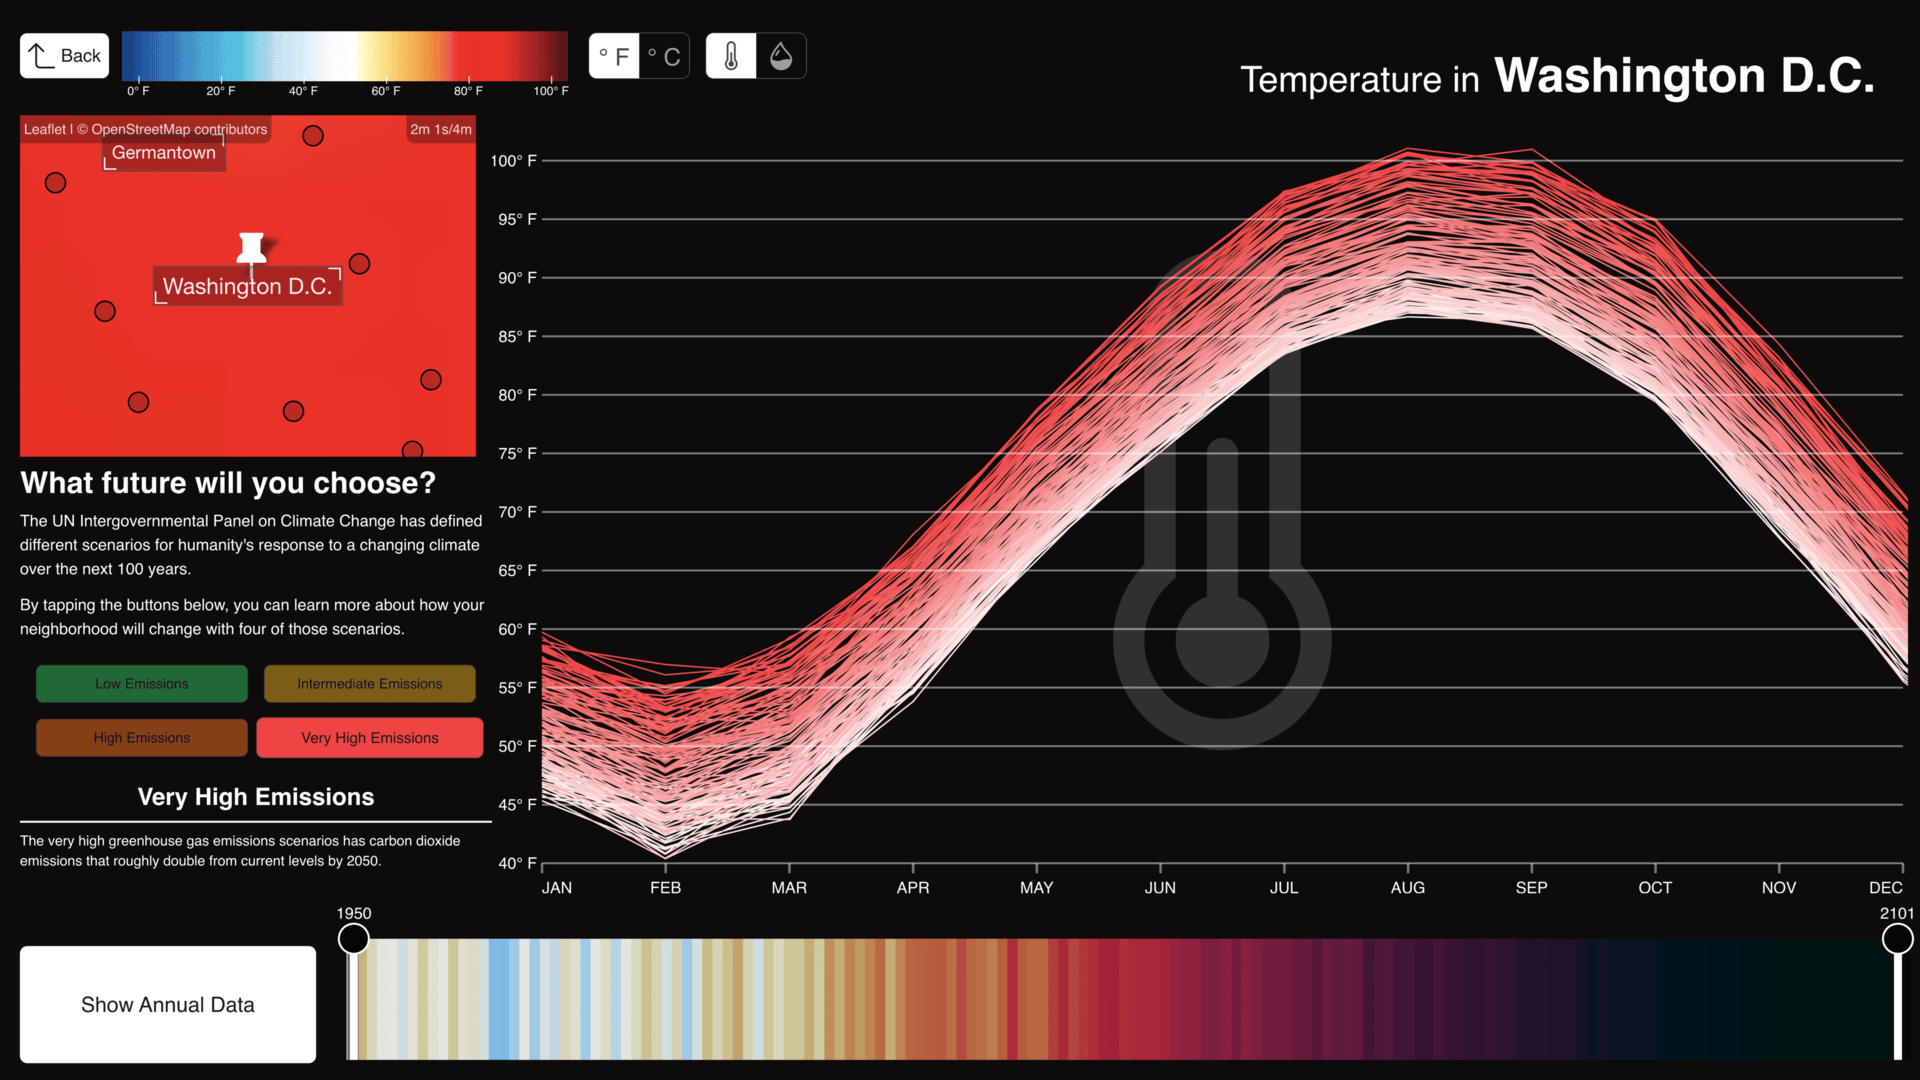 Back
0° F 20° F 40° F 60° F 80° F 100° F
° F ° C
Temperature in Washington D.C.
Leaflet | © OpenStreetMap contributors
2m 1s/4m
Germantown
Washington D.C.
What future will you choose?
The UN Intergovernmental Panel on Climate Change has defined
different scenarios for humanity's response to a changing climate
over the next 100 years.
By tapping the buttons below, you can learn more about how your
neighborhood will change with four of those scenarios.
Low Emissions
Intermediate Emissions
High Emissions
Very High Emissions
Very High Emissions
The very high greenhouse gas emissions scenarios has carbon dioxide
emissions that roughly double from current levels by 2050.
100° F
95° F
90° F
85° F
80° F
75° F
70° F
65° F
60° F
55° F
50° F
45° F
40° F
JAN FEB MAR APR MAY JUN JUL AUG SEP OCT NOV DEC
1950
2101
Show Annual Data